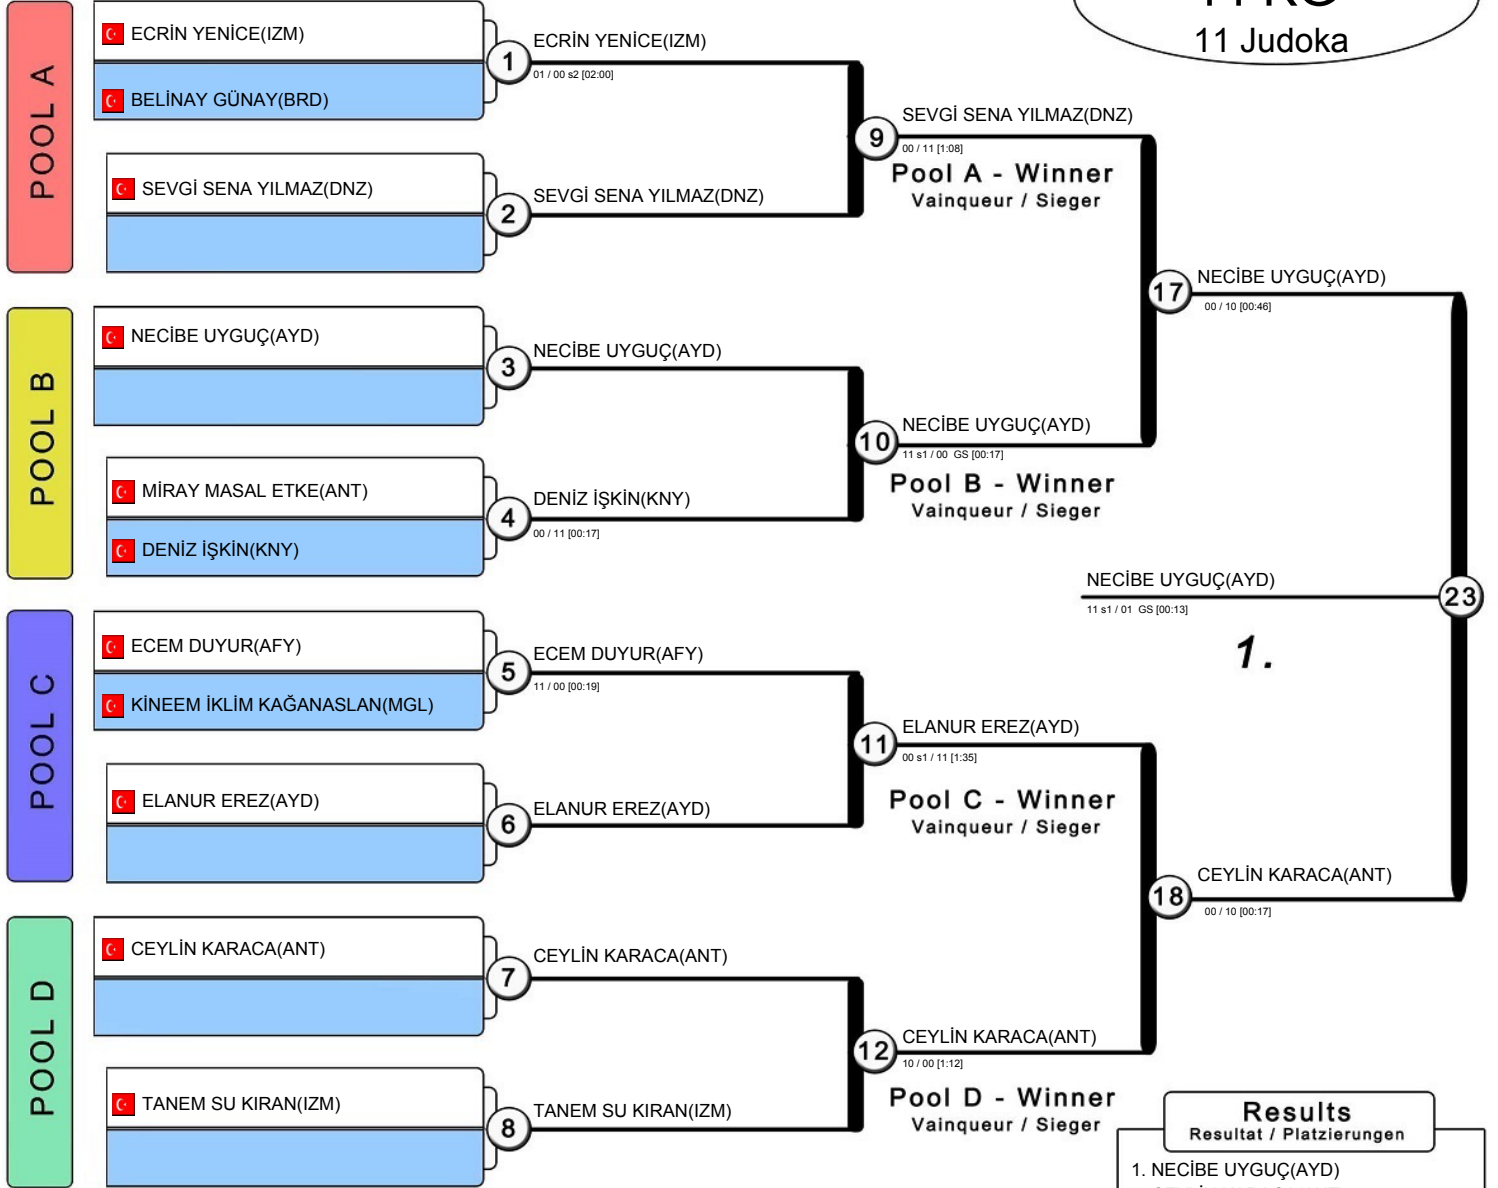 11 Judoka
POOL A
ECRİN YENİCE(IZM)
BELİNAY GÜNAY(BRD)
1
ECRİN YENİCE(IZM)
01 / 00 s2 [02:00]
SEVGİ SENA YILMAZ(DNZ)
2
SEVGİ SENA YILMAZ(DNZ)
9
SEVGİ SENA YILMAZ(DNZ)
00 / 11 [1:08]
Pool A - Winner
Vainqueur / Sieger
POOL B
NECİBE UYGUÇ(AYD)
3
NECİBE UYGUÇ(AYD)
MİRAY MASAL ETKE(ANT)
DENİZ İŞKİN(KNY)
4
DENİZ İŞKİN(KNY)
00 / 11 [00:17]
10
NECİBE UYGUÇ(AYD)
11 s1 / 00 GS [00:17]
Pool B - Winner
Vainqueur / Sieger
17
NECİBE UYGUÇ(AYD)
00 / 10 [00:46]
POOL C
ECEM DUYUR(AFY)
KİNEEM İKLİM KAĞANASLAN(MGL)
5
ECEM DUYUR(AFY)
11 / 00 [00:19]
ELANUR EREZ(AYD)
6
ELANUR EREZ(AYD)
11
ELANUR EREZ(AYD)
00 s1 / 11 [1:35]
Pool C - Winner
Vainqueur / Sieger
POOL D
CEYLİN KARACA(ANT)
7
CEYLİN KARACA(ANT)
TANEM SU KIRAN(IZM)
8
TANEM SU KIRAN(IZM)
12
CEYLİN KARACA(ANT)
10 / 00 [1:12]
Pool D - Winner
Vainqueur / Sieger
18
CEYLİN KARACA(ANT)
00 / 10 [00:17]
NECİBE UYGUÇ(AYD)
11 s1 / 01 GS [00:13]
23
1.
Results
Resultat / Platzierungen
1. NECİBE UYGUÇ(AYD)